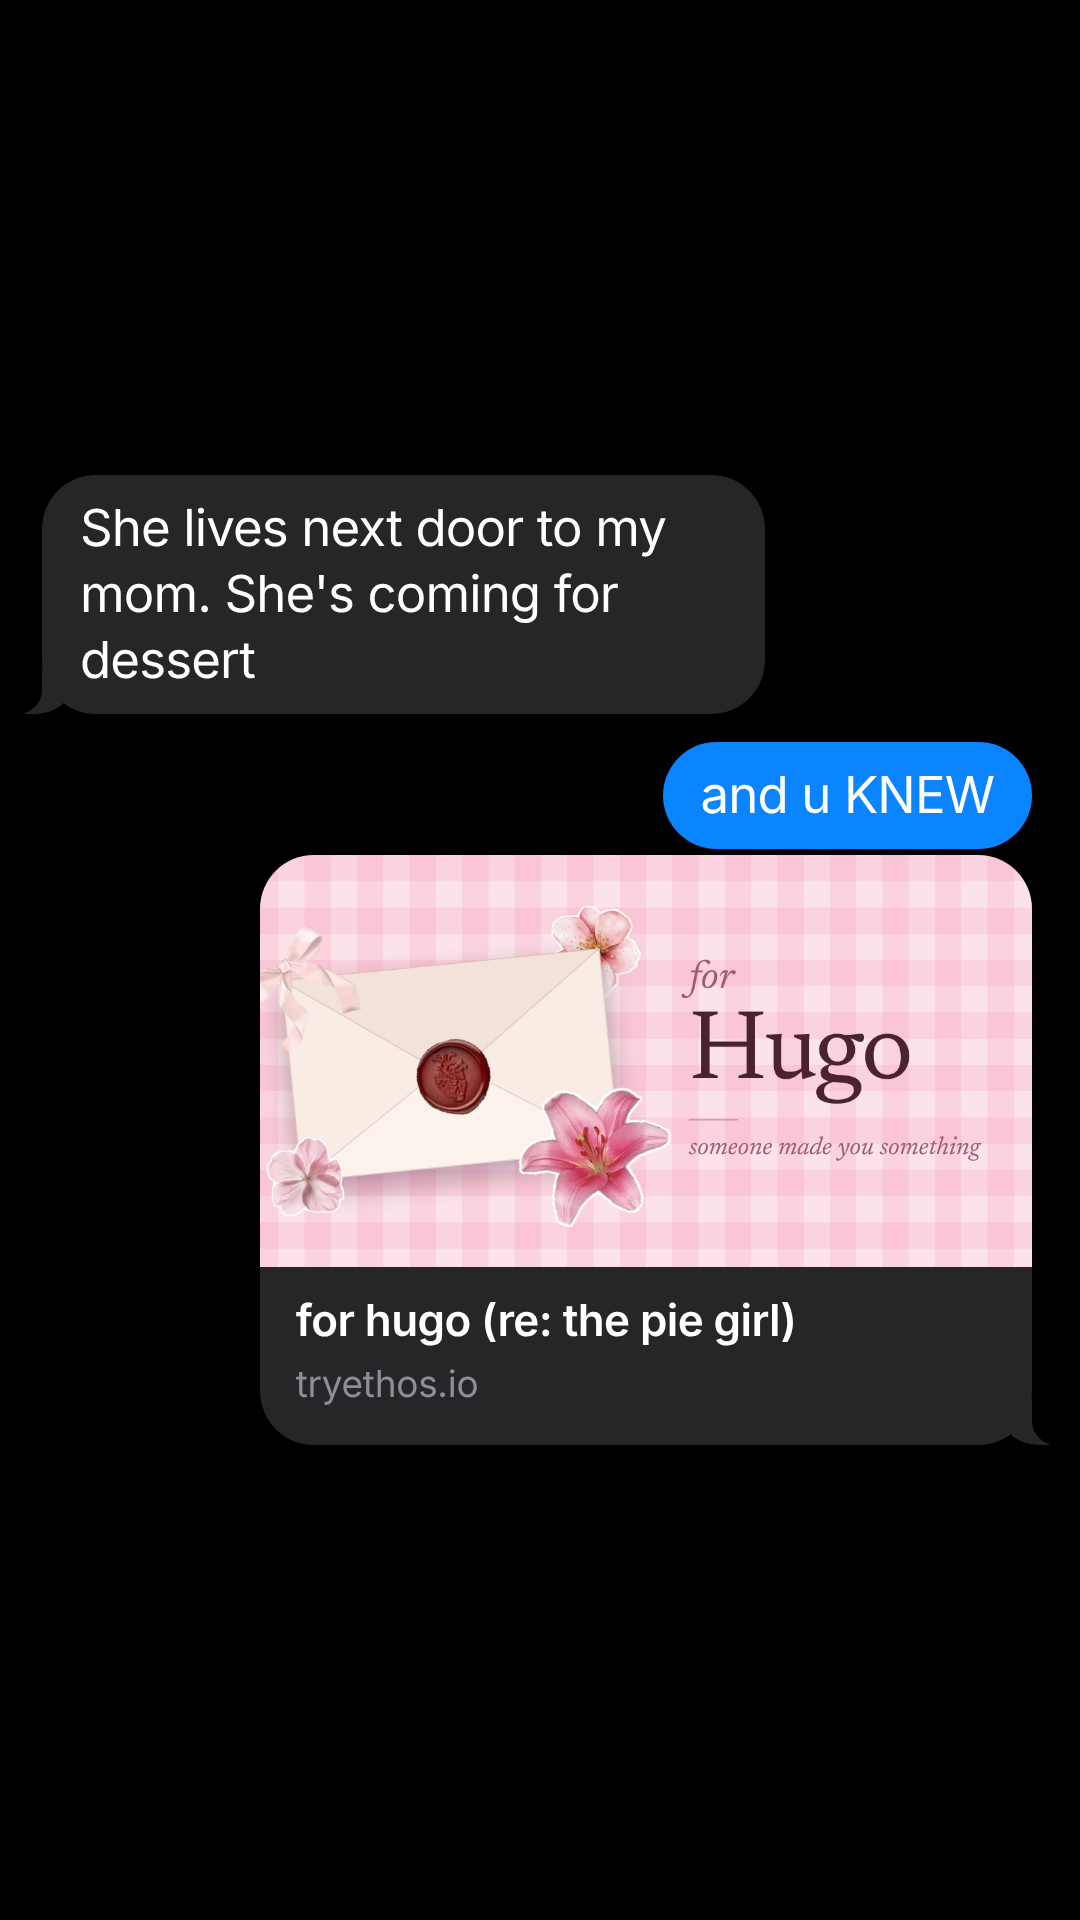 She lives next door to my
mom. She's coming for
dessert
and u KNEW
for
Hugo
someone made you something
for hugo (re: the pie girl)
tryethos.io